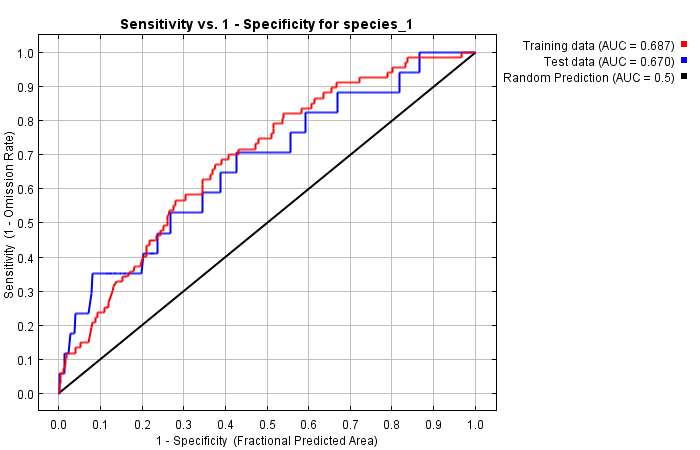 Sensitivity vs. 1 - Specificity for species_1
Training data (AUC = 0.687)
Test data (AUC = 0.670)
Random Prediction (AUC = 0.5)
Sensitivity (1 - Omission Rate)
1.0
0.9
0.8
0.7
0.6
0.5
0.4
0.3
0.2
0.1
0.0
0.0 0.1 0.2 0.3 0.4 0.5 0.6 0.7 0.8 0.9 1.0
1 - Specificity (Fractional Predicted Area)